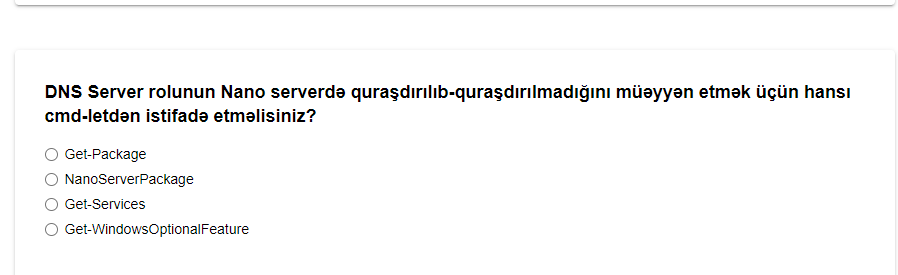 DNS Server rolunun Nano serverdə quraşdırılıb-quraşdırılmadığını müəyyən etmək üçün hansı
cmd-letdən istifadə etməlisiniz?
Get-Package
NanoServerPackage
Get-Services
Get-WindowsOptionalFeature